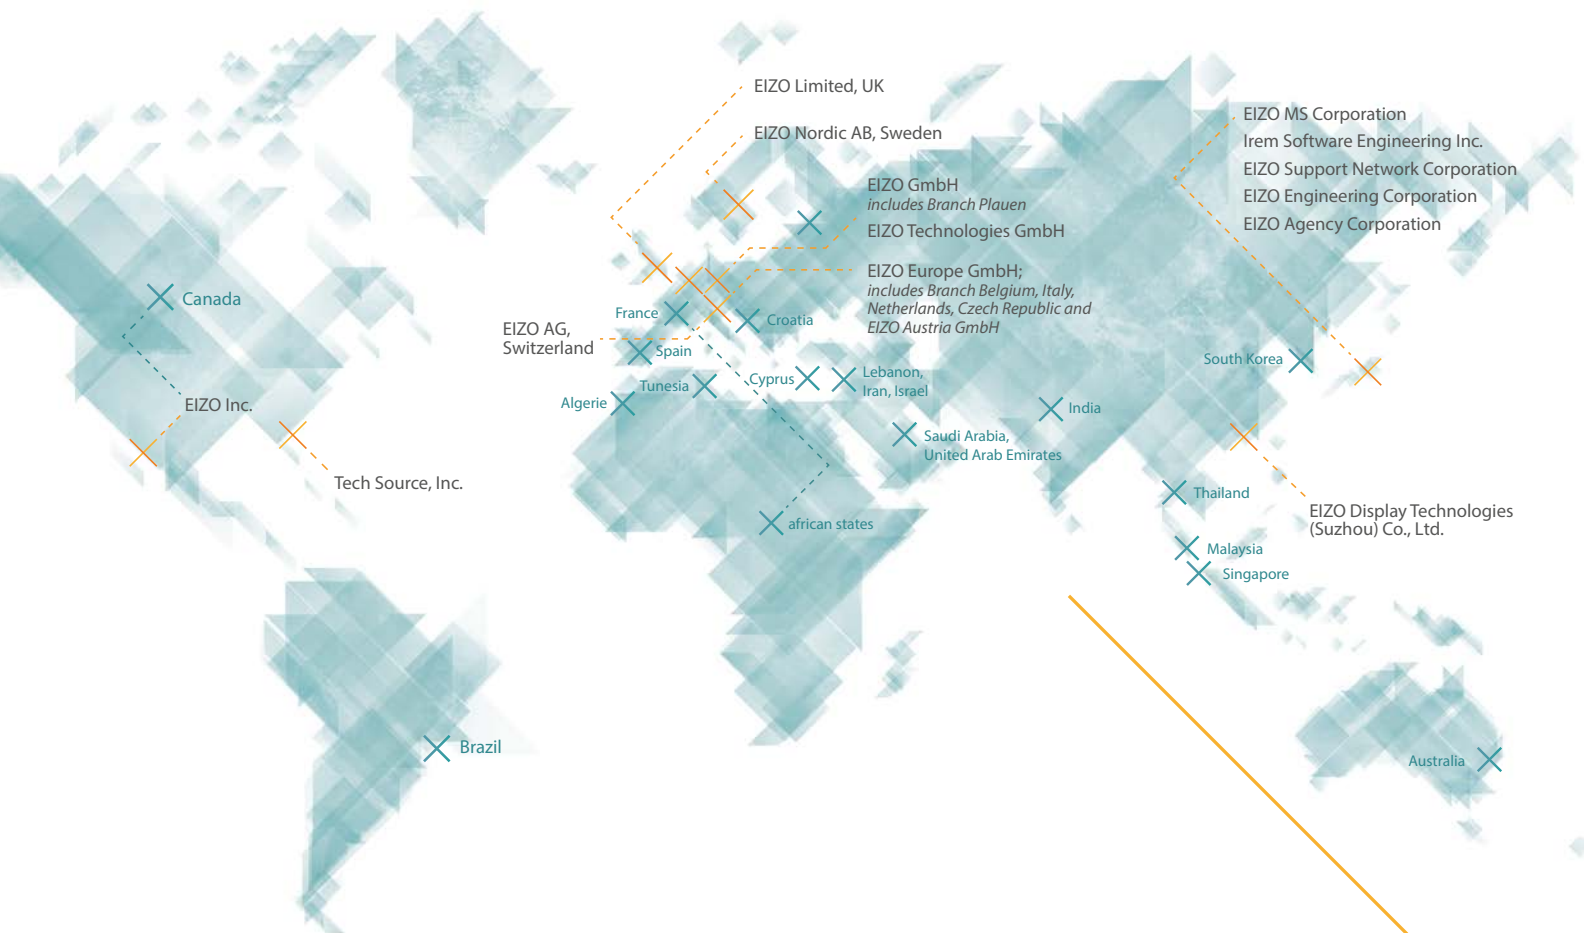 EIZO Limited, UK
EIZO Nordic AB, Sweden
EIZO GmbH
includes Branch Plauen
EIZO Technologies GmbH
EIZO Europe GmbH;
includes Branch Belgium, Italy,
Netherlands, Czech Republic and
EIZO Austria GmbH
EIZO MS Corporation
Irem Software Engineering Inc.
EIZO Support Network Corporation
EIZO Engineering Corporation
EIZO Agency Corporation
Canada
EIZO Inc.
Tech Source, Inc.
EIZO AG,
Switzerland
France
Croatia
Spain
Tunesia
Cyprus
Lebanon,
Iran, Israel
Algerie
Saudi Arabia,
United Arab Emirates
India
South Korea
Thailand
EIZO Display Technologies
(Suzhou) Co., Ltd.
african states
Malaysia
Singapore
Brazil
Australia